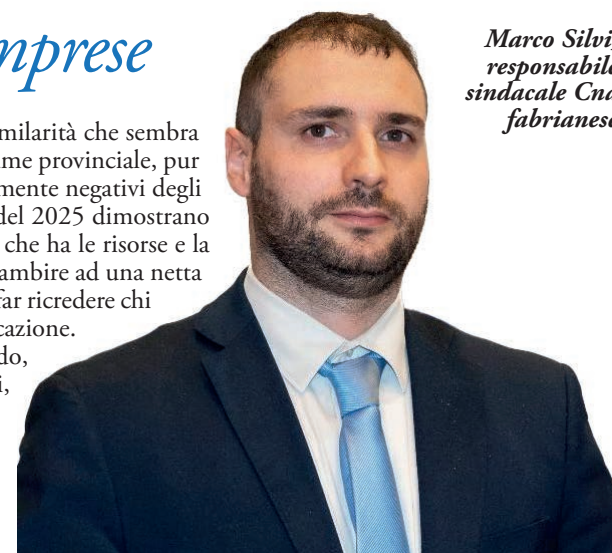 mprese
Marco Silvi,
responsabile
sindacale Cna
fabrianese
milarità che sembra
me provinciale, pur
mente negativi degli
del 2025 dimostrano
che ha le risorse e la
ambire ad una netta
far ricredere chi
cazione.
do,
i,